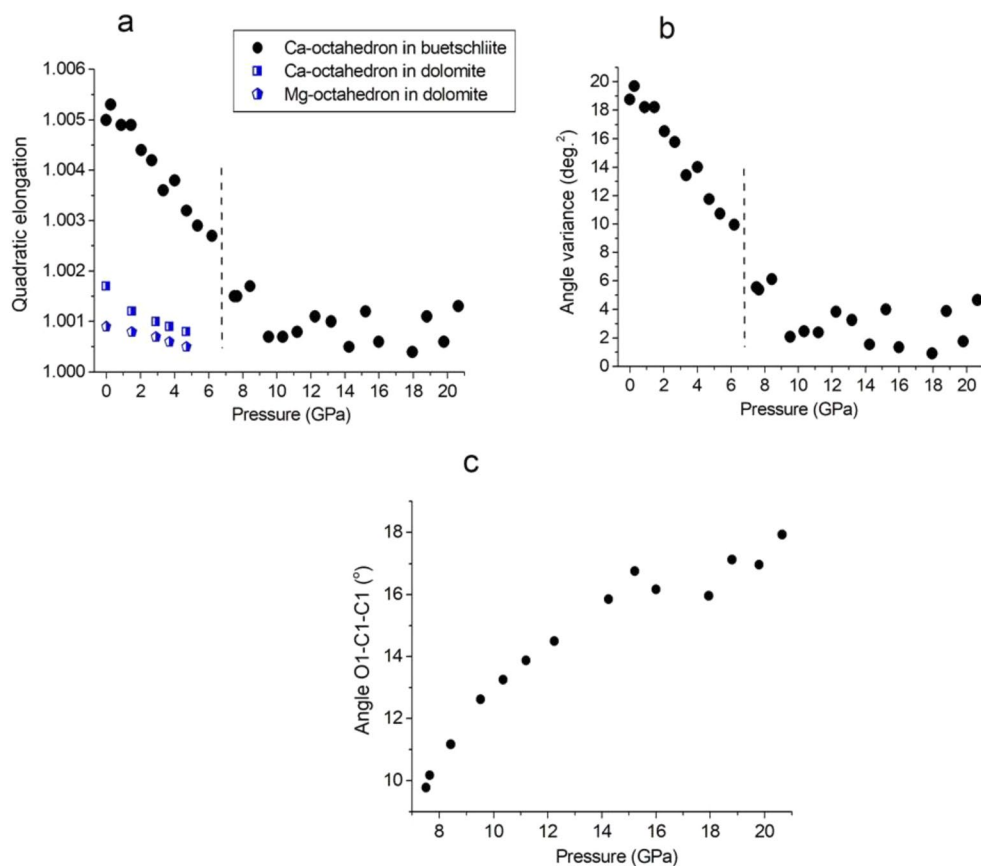 a
Ca-octahedron in buetschliite
Ca-octahedron in dolomite
Mg-octahedron in dolomite
1.006
1.005
1.004
1.003
1.002
1.001
1.000
Quadratic elongation
0 2 4 6 8 10 12 14 16 18 20
Pressure (GPa)
b
20
18
16
14
12
10
8
6
4
2
0
Angle variance (deg.²)
0 2 4 6 8 10 12 14 16 18 20
Pressure (GPa)
c
18
16
14
12
10
Angle O1-C1-C1 (°)
8 10 12 14 16 18 20
Pressure (GPa)